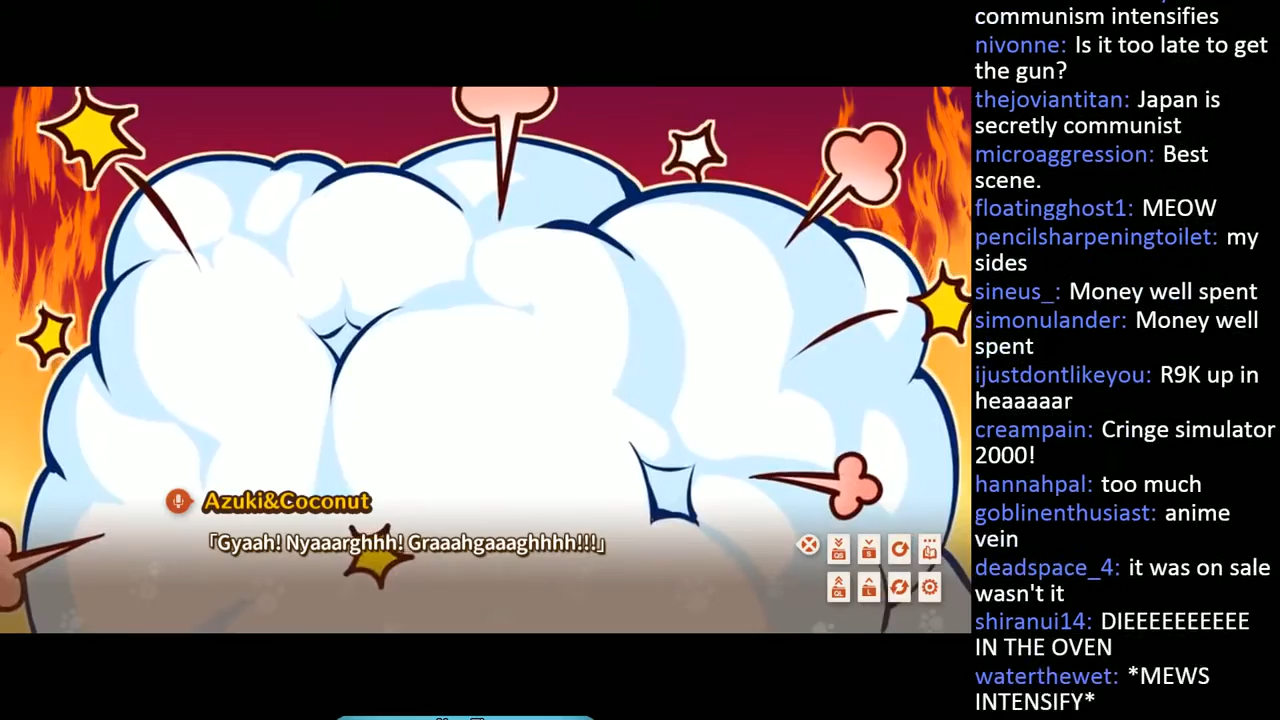 Azuki&Coconut
「Gyaah! Nyaaarghhh! Graaahgaaaghhhh!!!」
QS
S
QL
L
communism intensifies
nivonne: Is it too late to get
the gun?
thejoviantitan: Japan is
secretly communist
microaggression: Best
scene.
floatingghost1: MEOW
pencilsharpeningtoilet: my
sides
sineus_: Money well spent
simonulander: Money well
spent
ijustdontlikeyou: R9K up in
heaaaaar
creampain: Cringe simulator
2000!
hannahpal: too much
goblinenthusiast: anime
vein
deadspace_4: it was on sale
wasn't it
shiranui14: DIEEEEEEEEEE
IN THE OVEN
waterthewet: *MEWS
INTENSIFY*